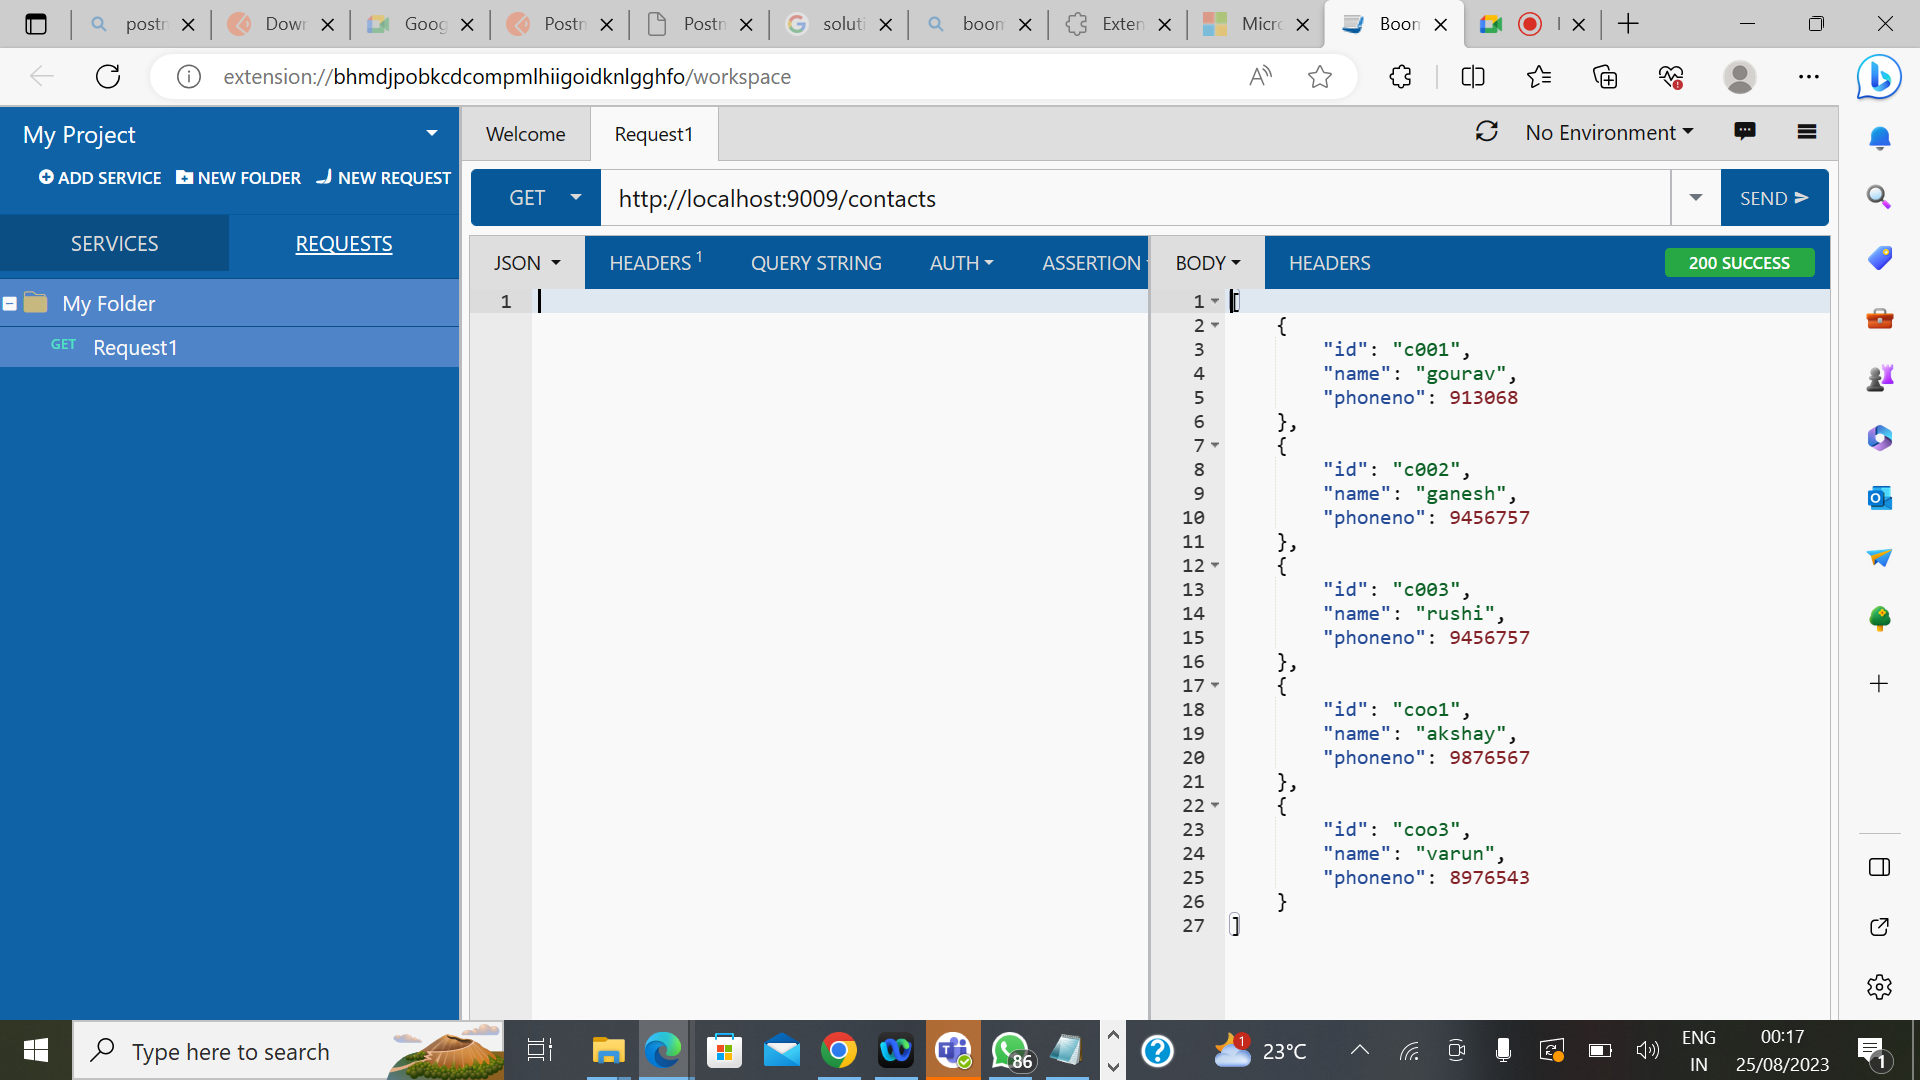 postn
Down
Goog
Postn
Postn
soluti
boon
Exten
Micro
Boon
extension://bhmdjpobkcdcompmlhiigoidknlgghfo/workspace
My Project
ADD SERVICE NEW FOLDER NEW REQUEST
SERVICES REQUESTS
My Folder
GET Request1
Welcome Request1 No Environment
GET http://localhost:9009/contacts SEND
JSON HEADERS 1 QUERY STRING AUTH ASSERTION
1
BODY HEADERS 200 SUCCESS
1 [
2 {
3 "id": "c001",
4 "name": "gourav",
5 "phoneno": 913068
6 },
7 {
8 "id": "c002",
9 "name": "ganesh",
10 "phoneno": 9456757
11 },
12 {
13 "id": "c003",
14 "name": "rushi",
15 "phoneno": 9456757
16 },
17 {
18 "id": "coo1",
19 "name": "akshay",
20 "phoneno": 9876567
21 },
22 {
23 "id": "coo3",
24 "name": "varun",
25 "phoneno": 8976543
26 }
27 ]
Type here to search
86
1
23°C
ENG
IN
00:17
25/08/2023
1